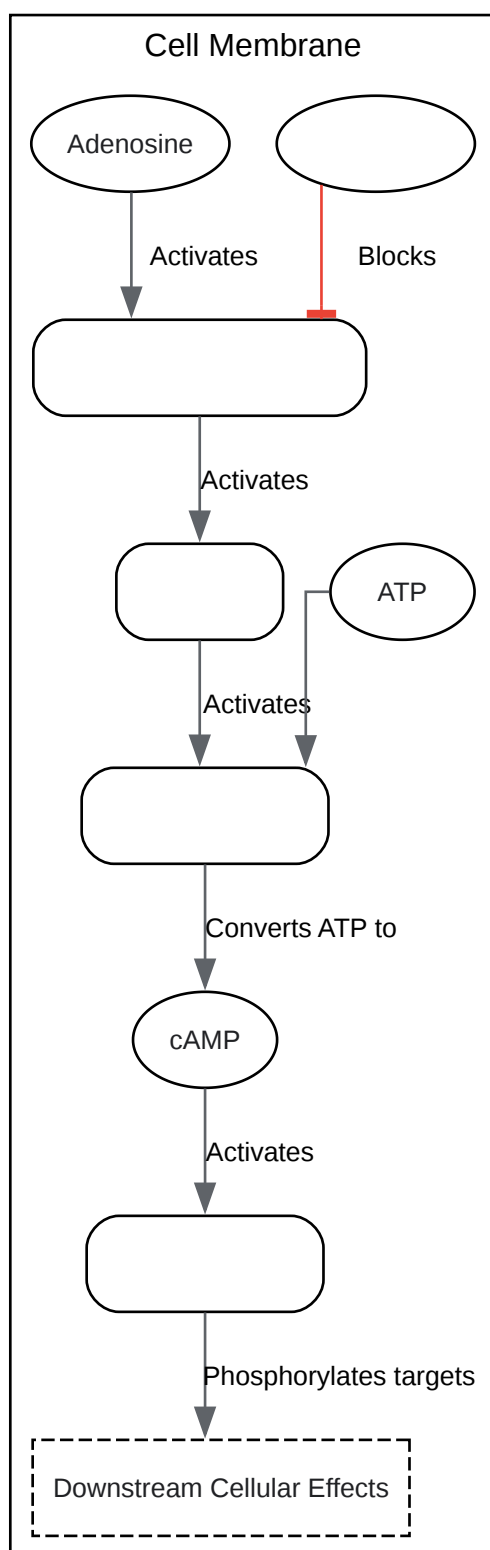 Cell Membrane
Adenosine
Activates
Blocks
Activates
ATP
Activates
Converts ATP to
cAMP
Activates
Phosphorylates targets
Downstream Cellular Effects